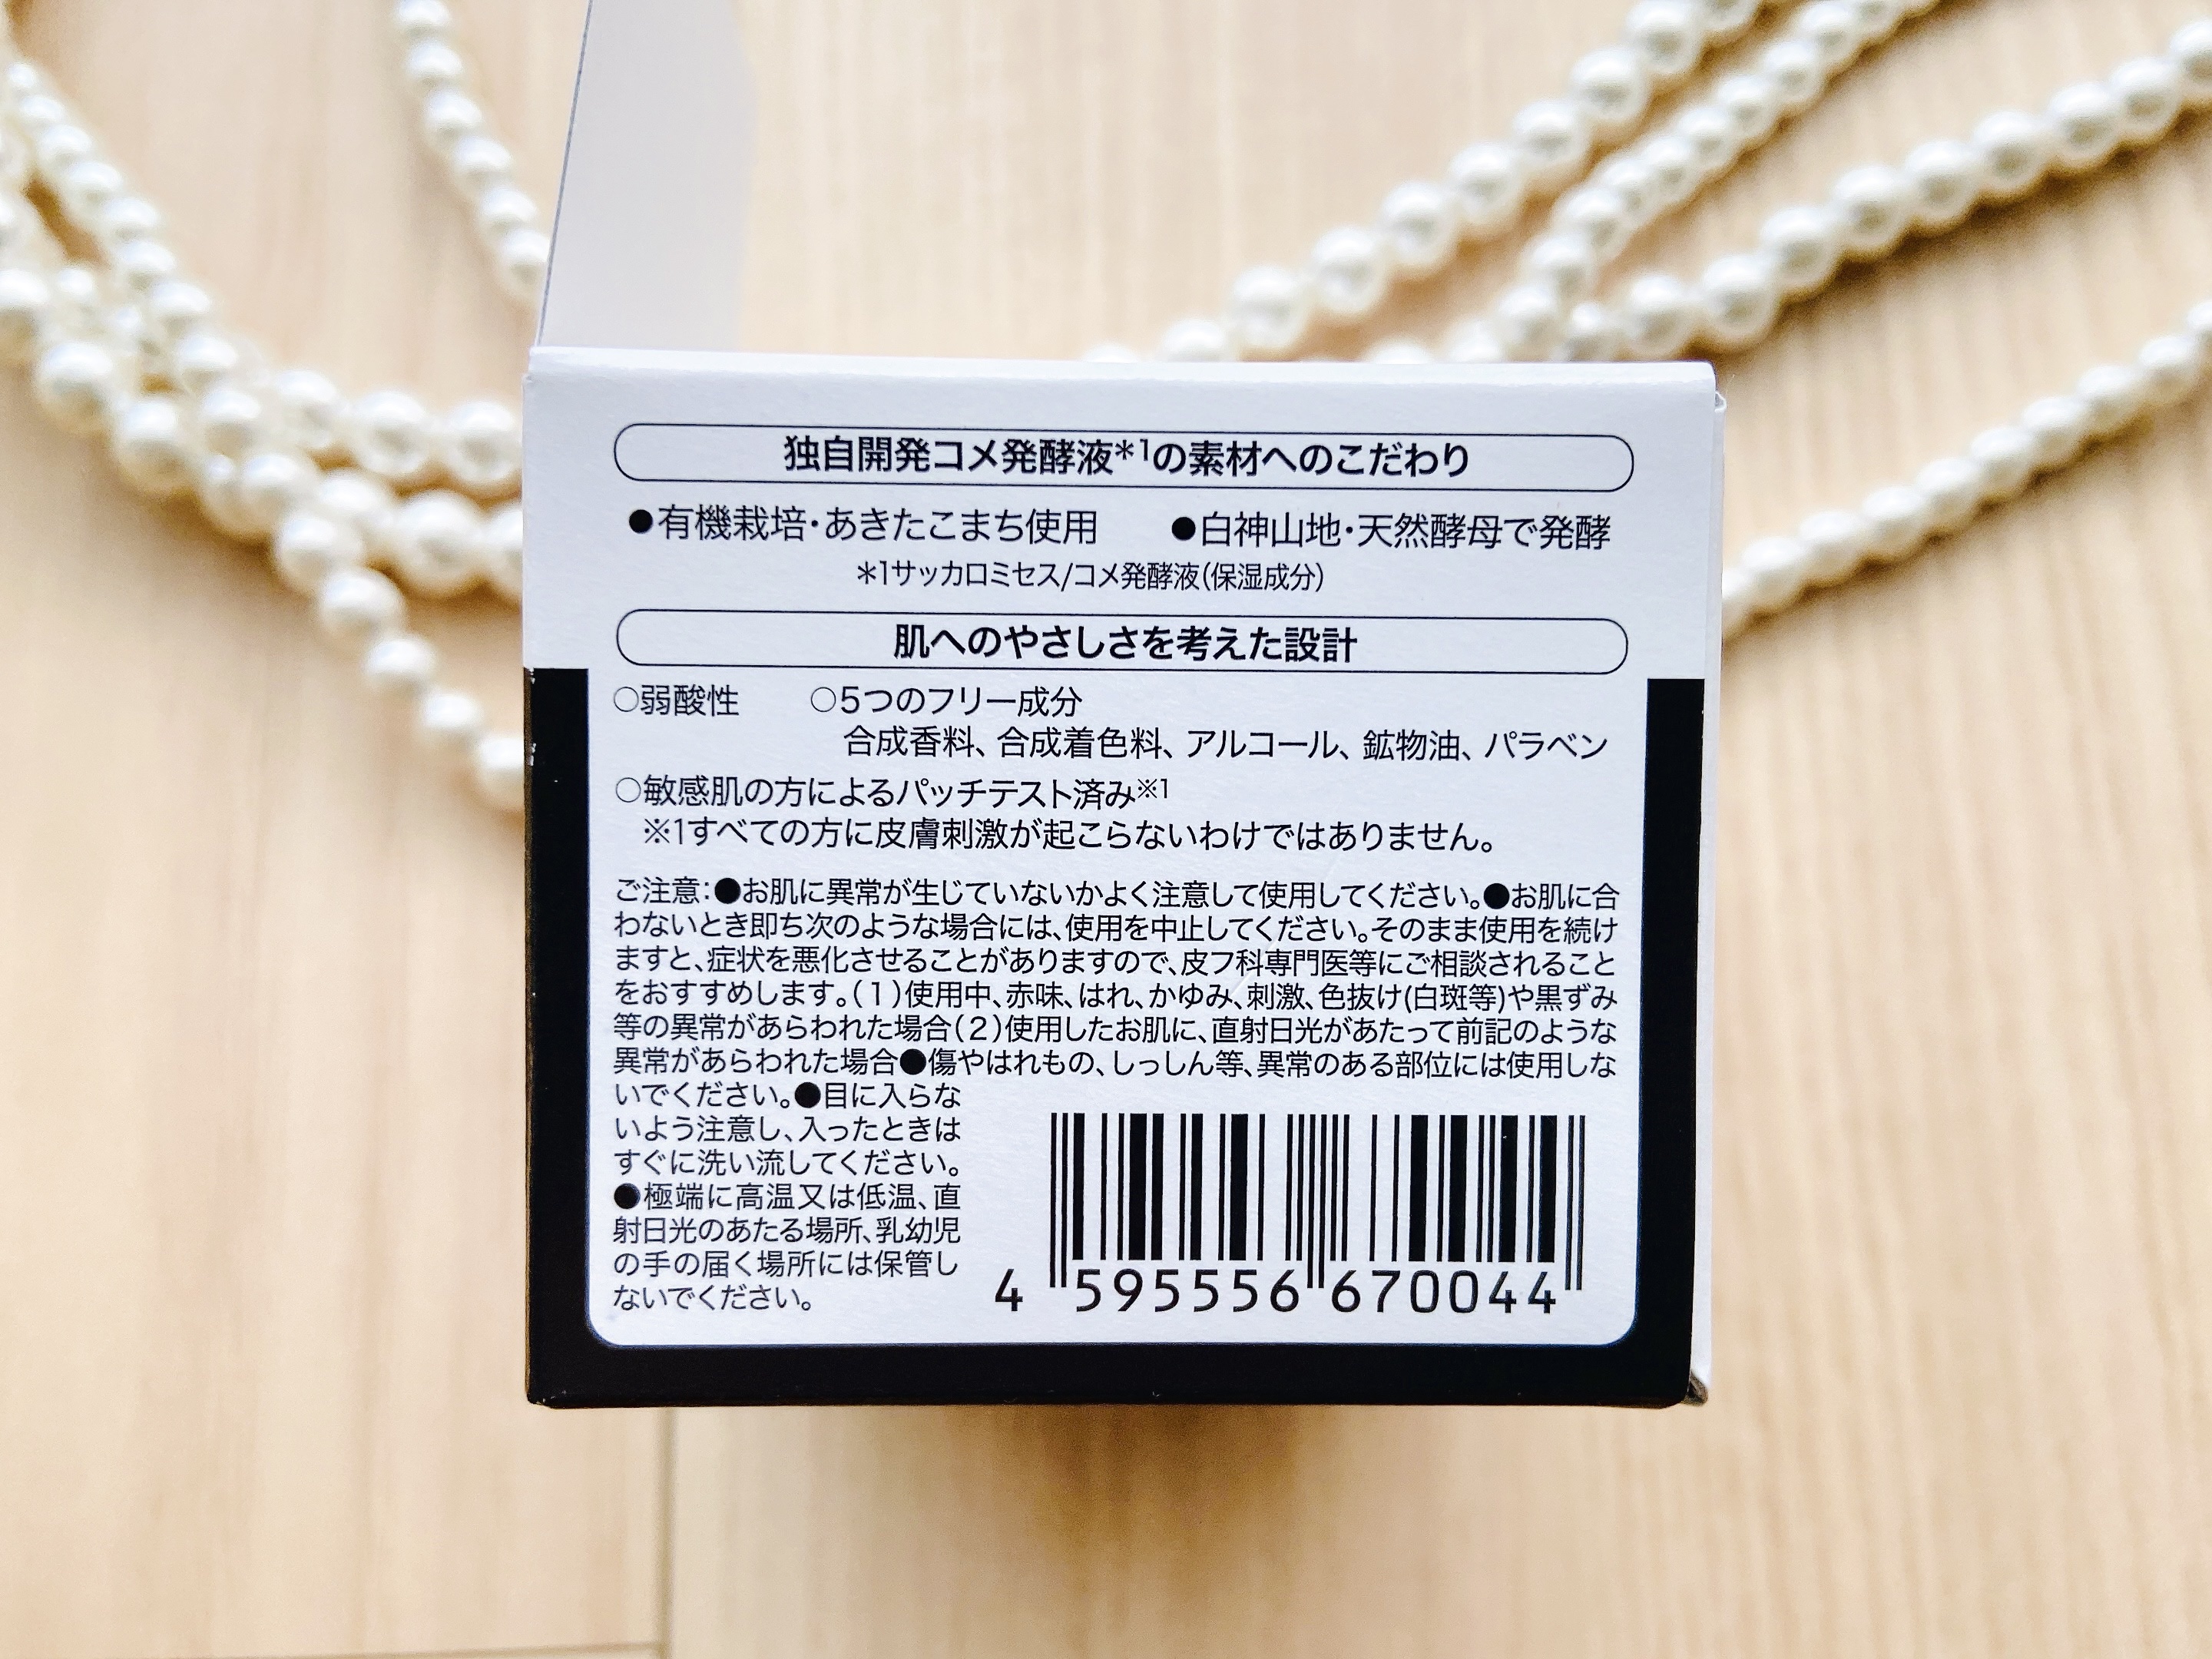 独自開発コメ発酵液*1の素材へのこだわり
●有機栽培・あきたこまち使用 ●白神山地・天然酵母で発酵
*1サッカロミセス/コメ発酵液(保湿成分)
肌へのやさしさを考えた設計
○弱酸性 ○5つのフリー成分
合成香料、合成着色料、アルコール、鉱物油、パラベン
○敏感肌の方によるパッチテスト済み※1
※1すべての方に皮膚刺激が起こらないわけではありません。
ご注意:●お肌に異常が生じていないかよく注意して使用してください。●お肌に合
わないとき即ち次のような場合には、使用を中止してください。そのまま使用を続け
ますと、症状を悪化させることがありますので、皮フ科専門医等にご相談されること
をおすすめします。(1)使用中、赤味、はれ、かゆみ、刺激、色抜け(白斑等)や黒ずみ
等の異常があらわれた場合(2)使用したお肌に、直射日光があたって前記のような
異常があらわれた場合●傷やはれもの、しっしん等、異常のある部位には使用しな
いでください。●目に入らな
いよう注意し、入ったときは
すぐに洗い流してください。
●極端に高温又は低温、直
射日光のあたる場所、乳幼児
の手の届く場所には保管し
ないでください。
4 595556 670044